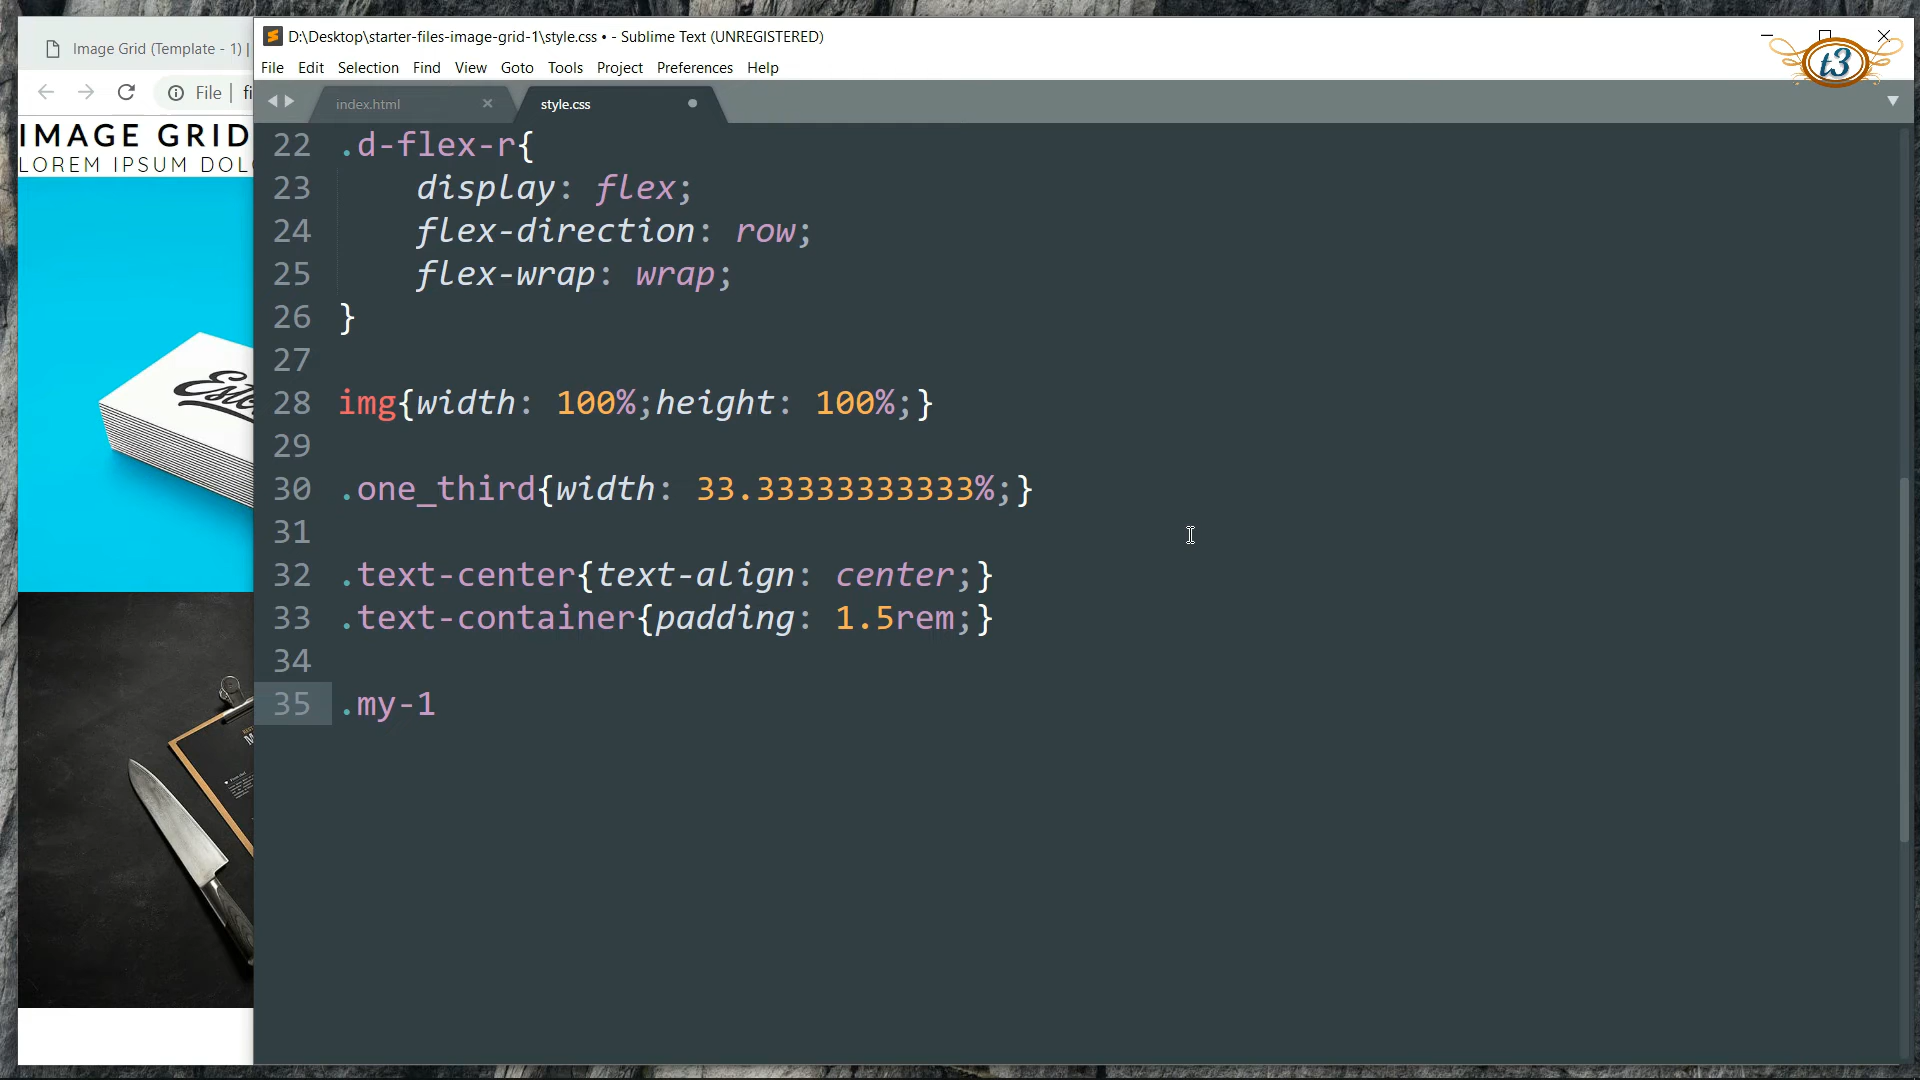 Image Grid (Template - 1) |
D:\Desktop\starter-files-image-grid-1\style.css • - Sublime Text (UNREGISTERED)
t3
File Edit Selection Find View Goto Tools Project Preferences Help
File | fi
index.html
style.css
IMAGE GRID
LOREM IPSUM DOL
22 .d-flex-r{
23 display: flex;
24 flex-direction: row;
25 flex-wrap: wrap;
26 }
27
28 img{width: 100%;height: 100%;}
29
30 .one_third{width: 33.33333333333%;}
31
32 .text-center{text-align: center;}
33 .text-container{padding: 1.5rem;}
34
35 .my-1